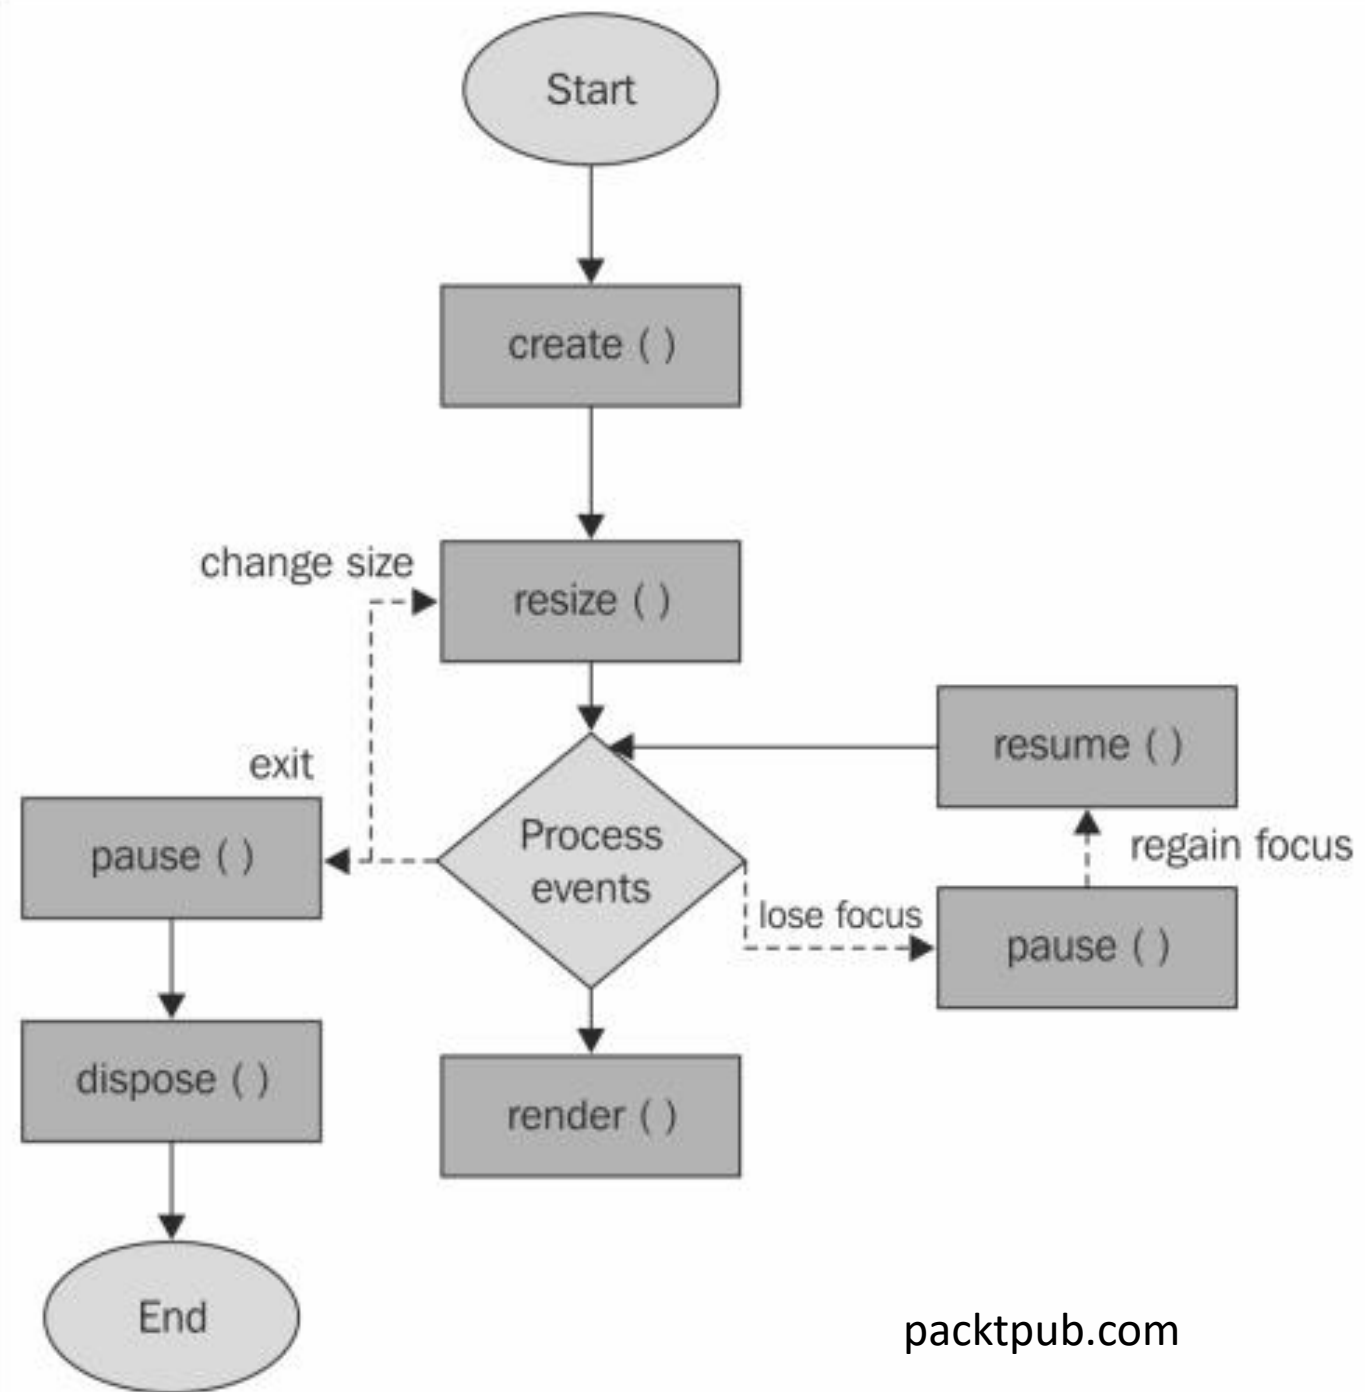 Start
create ( )
change size
resize ( )
resume ( )
exit
Process
events
pause ( )
regain focus
lose focus
pause ( )
dispose ( )
render ( )
End
packtpub.com